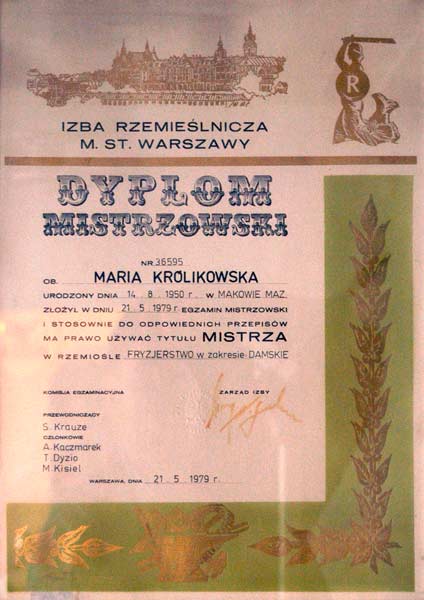 R
IZBA RZEMIEŚLNICZA
M. ST. WARSZAWY
DYPLOM
MISTRZOWSKI
NR 36595
OB. MARIA KRÓLIKOWSKA
URODZONY DNIA 14 . 8 . 1950 r. W MAKOWIE MAZ.
ZŁOŻYŁ W DNIU 21 . 5 . 1979 r. EGZAMIN MISTRZOWSKI
I STOSOWNIE DO ODPOWIEDNICH PRZEPISÓW
MA PRAWO UŻYWAĆ TYTUŁU MISTRZA
W RZEMIOŚLE FRYZJERSTWO w zakresie DAMSKIE
KOMISJA EGZAMINACYJNA ZARZĄD IZBY
PRZEWODNICZĄCY
S. Krauze
CZŁONKOWIE
A. Kaczmarek
T. Dyzio
M. Kisiel
WARSZAWA, DNIA 21 . 5 . 1979 r.